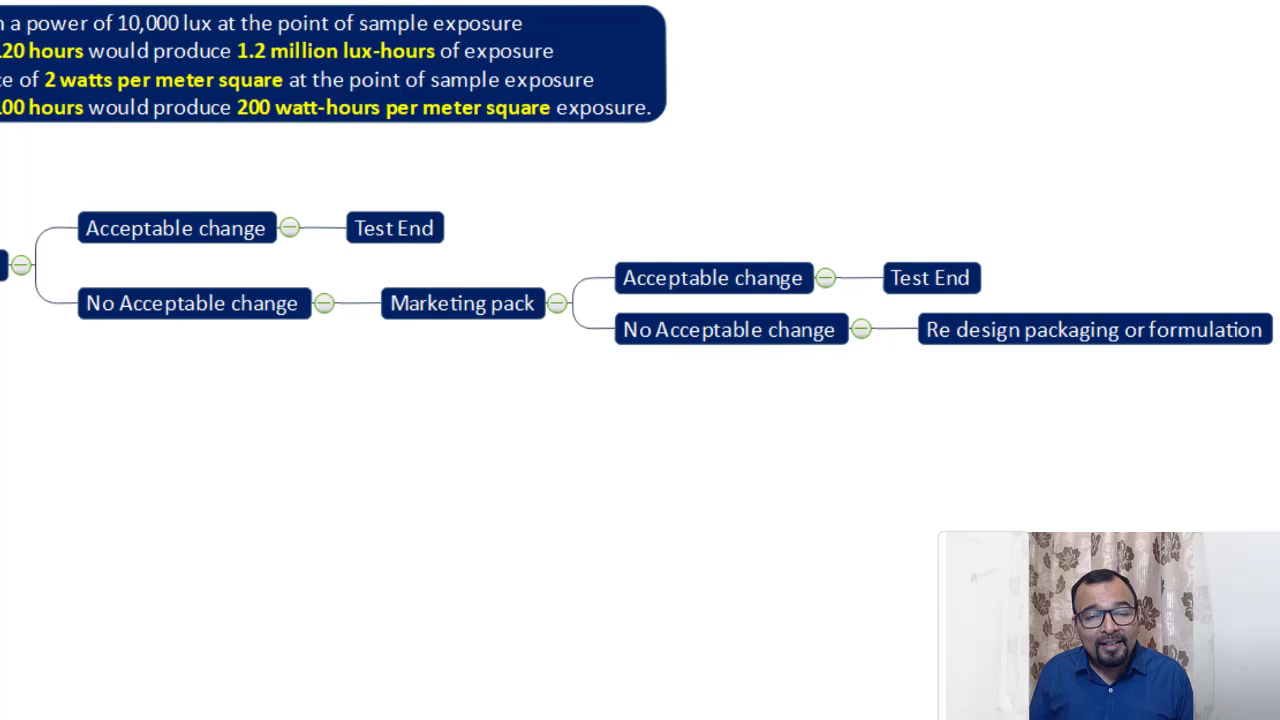 a power of 10,000 lux at the point of sample exposure
20 hours would produce 1.2 million lux-hours of exposure
of 2 watts per meter square at the point of sample exposure
00 hours would produce 200 watt-hours per meter square exposure.
Acceptable change Test End
Acceptable change Test End
No Acceptable change Marketing pack
No Acceptable change Re design packaging or formulation